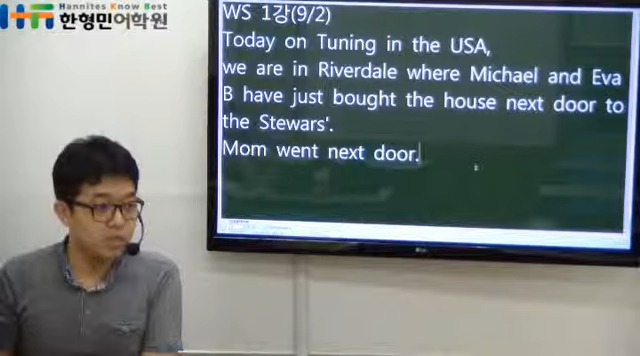 Hannites Know Best
한형민어학원
WS 1강(9/2)
Today on Tuning in the USA,
we are in Riverdale where Michael and Eva
B have just bought the house next door to
the Stewars'.
Mom went next door.
LG